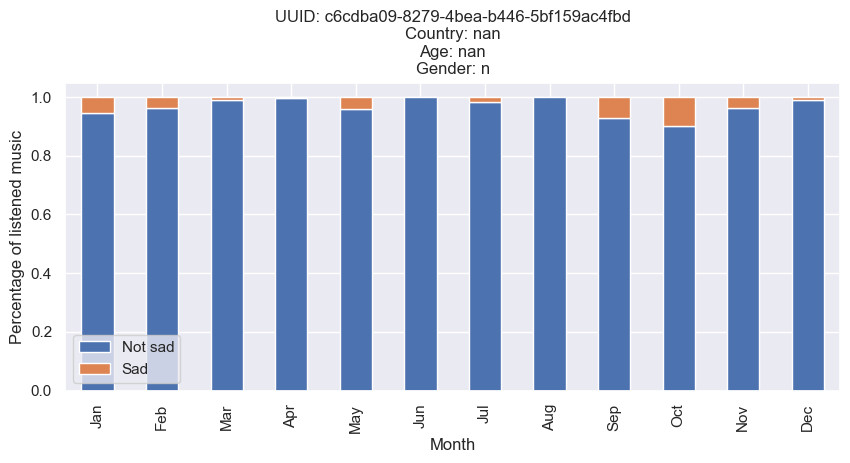 UUID: c6cdba09-8279-4bea-b446-5bf159ac4fbd
Country: nan
Age: nan
Gender: n
Percentage of listened music
1.0
0.8
0.6
0.4
0.2
0.0
Not sad
Sad
Jan
Feb
Mar
Apr
May
Jun
Jul
Aug
Sep
Oct
Nov
Dec
Month